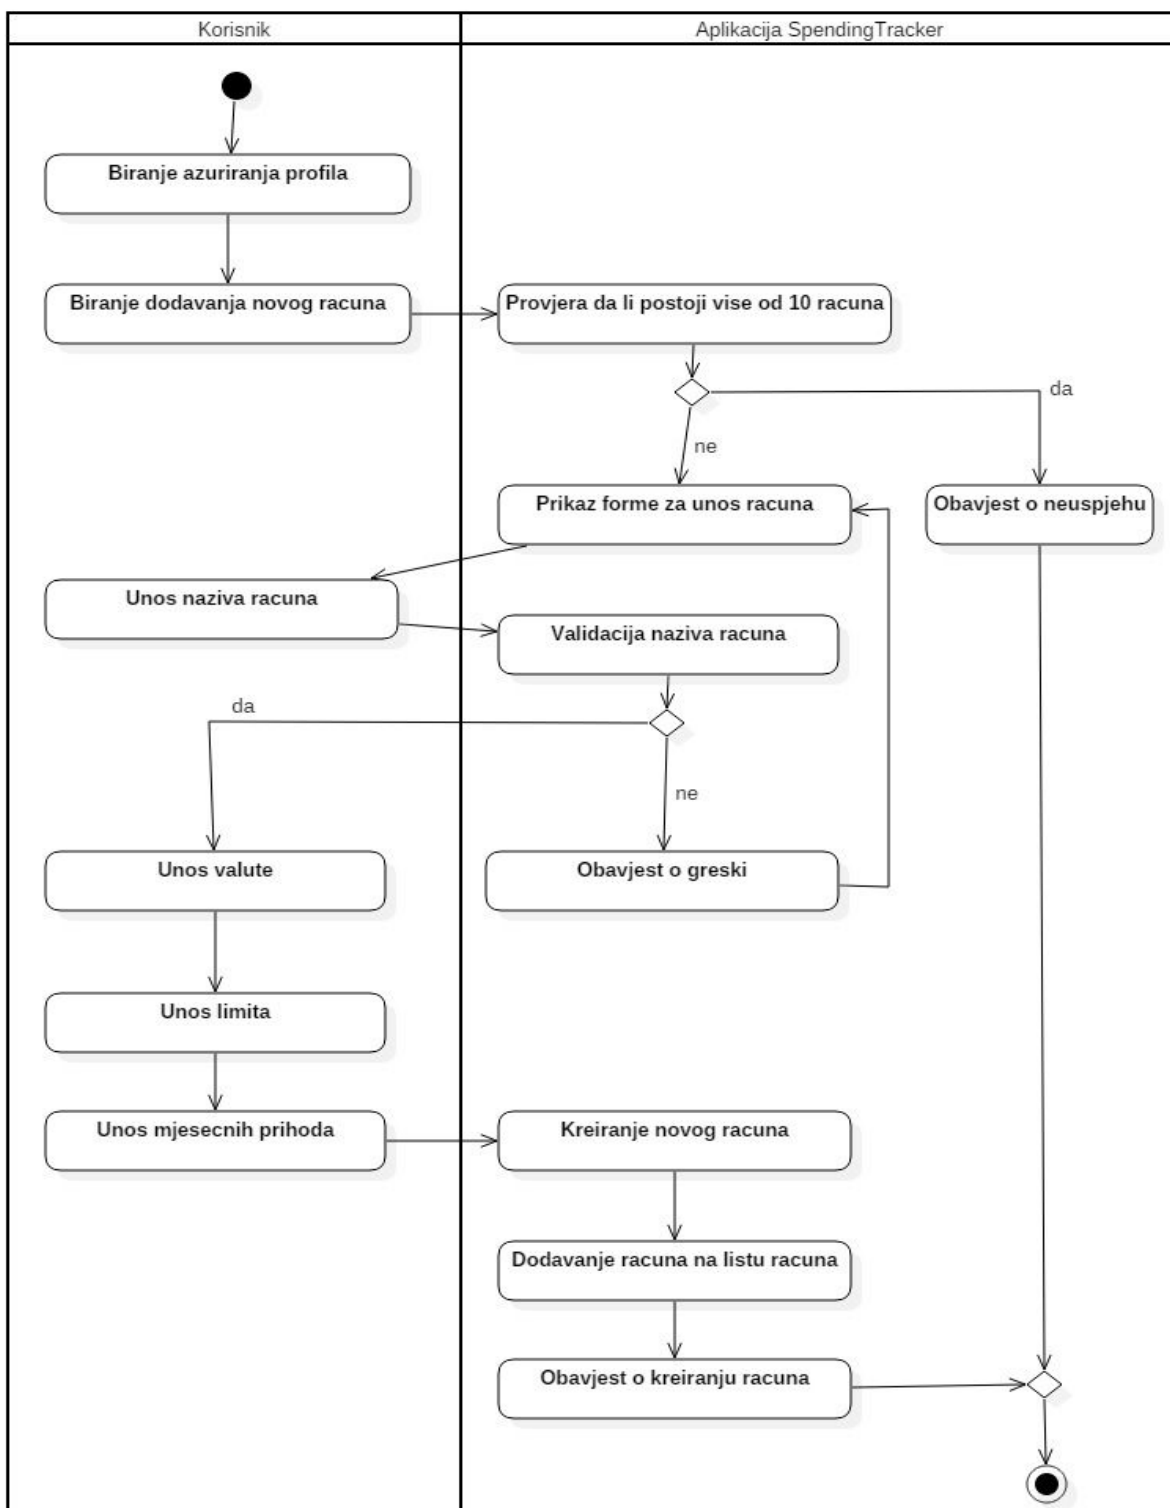 Korisnik
Aplikacija SpendingTracker
Biranje azuriranja profila
Biranje dodavanja novog racuna
Provjera da li postoji vise od 10 racuna
da
ne
Prikaz forme za unos racuna
Obavjest o neuspjehu
Unos naziva racuna
Validacija naziva racuna
da
ne
Unos valute
Obavjest o greski
Unos limita
Unos mjesecnih prihoda
Kreiranje novog racuna
Dodavanje racuna na listu racuna
Obavjest o kreiranju racuna